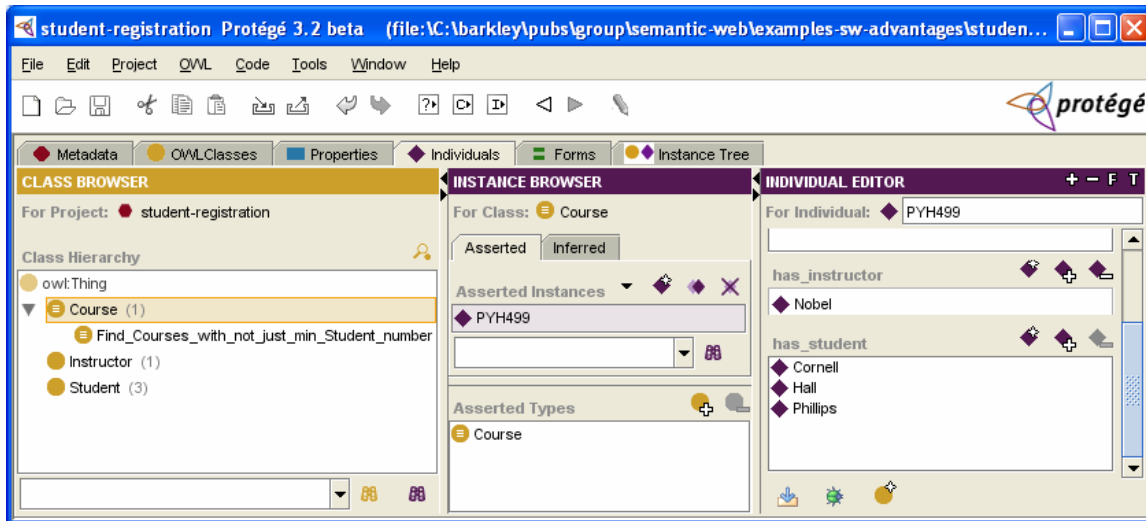 student-registration Protégé 3.2 beta (file:\C:\barkley\pubs\group\semantic-web\examples-sw-advantages\studen...
File Edit Project OWL Code Tools Window Help
protégé
Metadata OWLClasses Properties Individuals Forms Instance Tree
CLASS BROWSER
For Project: student-registration
Class Hierarchy
owl:Thing
Course (1)
Find_Courses_with_not_just_min_Student_number
Instructor (1)
Student (3)
INSTANCE BROWSER
For Class: Course
Asserted Inferred
Asserted Instances
PYH499
Asserted Types
Course
INDIVIDUAL EDITOR + − F T
For Individual: PYH499
has_instructor
Nobel
has_student
Cornell
Hall
Phillips